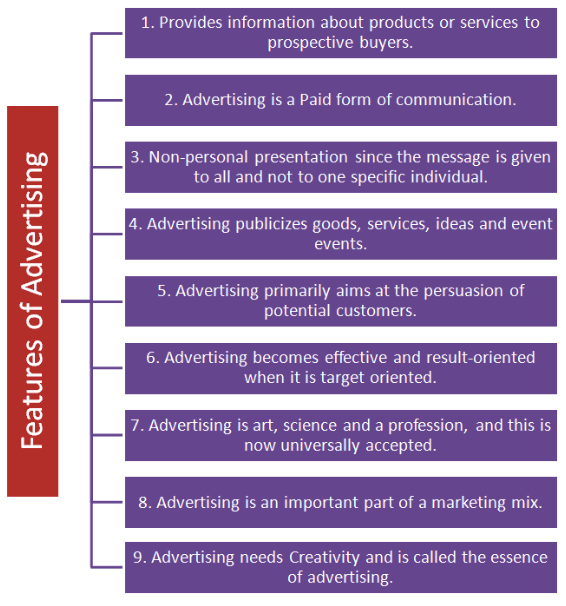 Features of Advertising
1. Provides information about products or services to
prospective buyers.
2. Advertising is a Paid form of communication.
3. Non-personal presentation since the message is given
to all and not to one specific individual.
4. Advertising publicizes goods, services, ideas and event
events.
5. Advertising primarily aims at the persuasion of
potential customers.
6. Advertising becomes effective and result-oriented
when it is target oriented.
7. Advertising is art, science and a profession, and this is
now universally accepted.
8. Advertising is an important part of a marketing mix.
9. Advertising needs Creativity and is called the essence
of advertising.